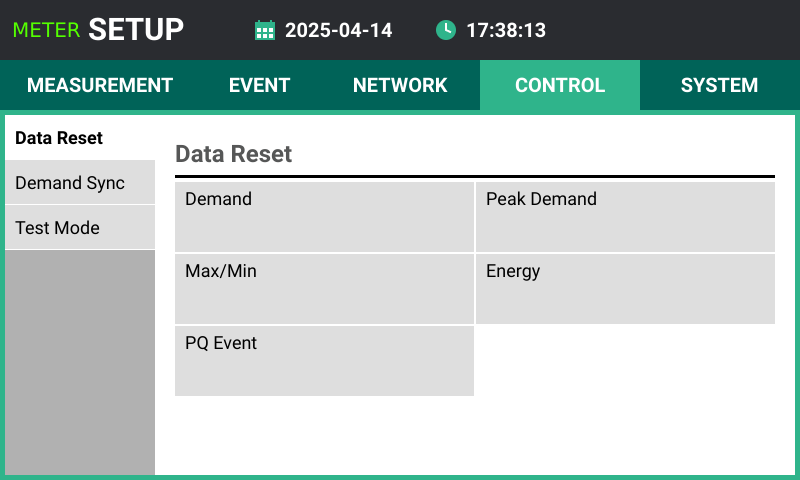 METER SETUP 2025-04-14 17:38:13
MEASUREMENT EVENT NETWORK CONTROL SYSTEM
Data Reset
Demand Sync
Test Mode
Data Reset
Demand Peak Demand
Max/Min Energy
PQ Event